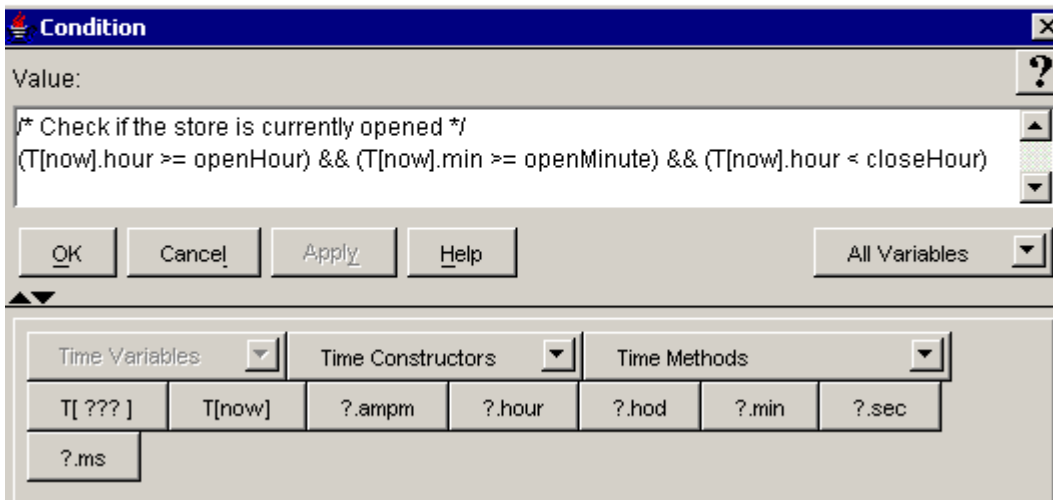 Condition
Value:
?
/* Check if the store is currently opened */
(T[now].hour >= openHour) && (T[now].min >= openMinute) && (T[now].hour < closeHour)
OK Cancel Apply Help All Variables
Time Variables Time Constructors Time Methods
T[ ??? ] T[now] ?.ampm ?.hour ?.hod ?.min ?.sec
?.ms